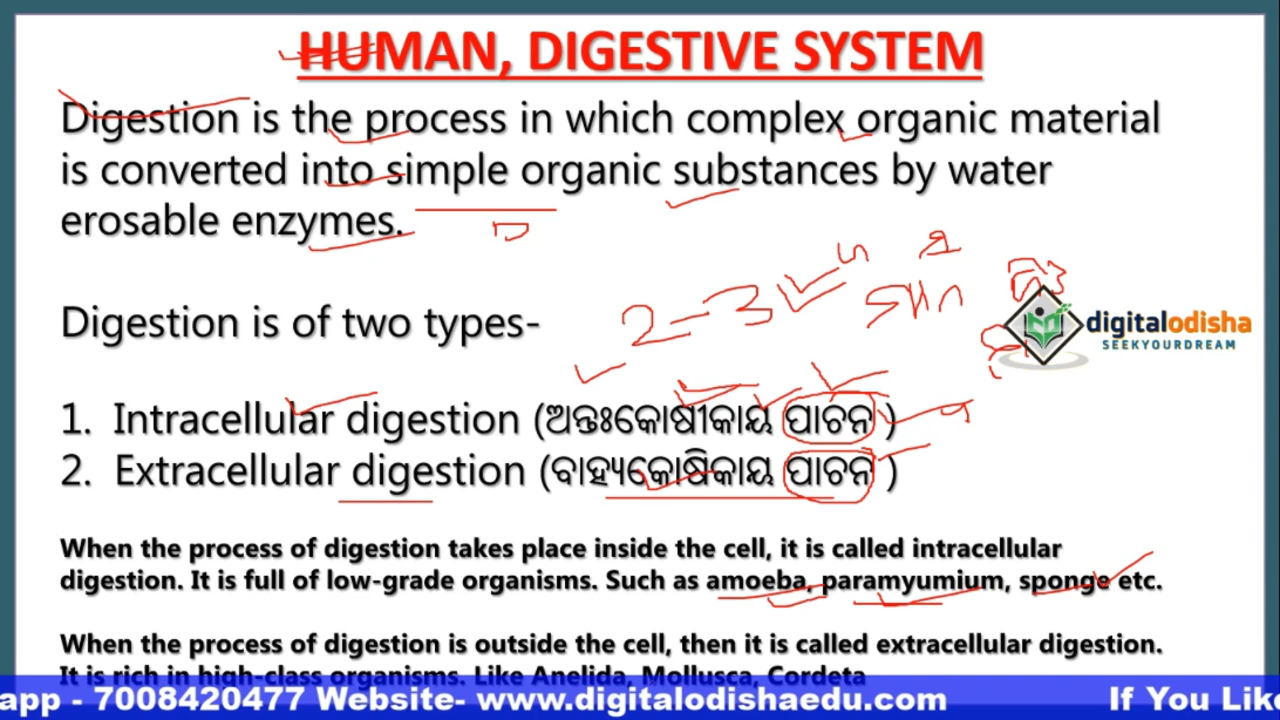 HUMAN, DIGESTIVE SYSTEM
Digestion is the process in which complex organic material
is converted into simple organic substances by water
erosable enzymes.
2=3
Digestion is of two types-
digitalodisha
SEEKYOURDREAM
1. Intracellular digestion (ଅନ୍ତଃକୋଷୀକାୟ ପାଚନ )
2. Extracellular digestion (ବାହ୍ୟକୋଷିକାୟ ପାଚନ )
When the process of digestion takes place inside the cell, it is called intracellular
digestion. It is full of low-grade organisms. Such as amoeba, paramyumium, sponge etc.
When the process of digestion is outside the cell, then it is called extracellular digestion.
It is rich in high-class organisms. Like Anelida, Mollusca, Cordeta
app - 7008420477 Website- www.digitalodishaedu.com If You Like